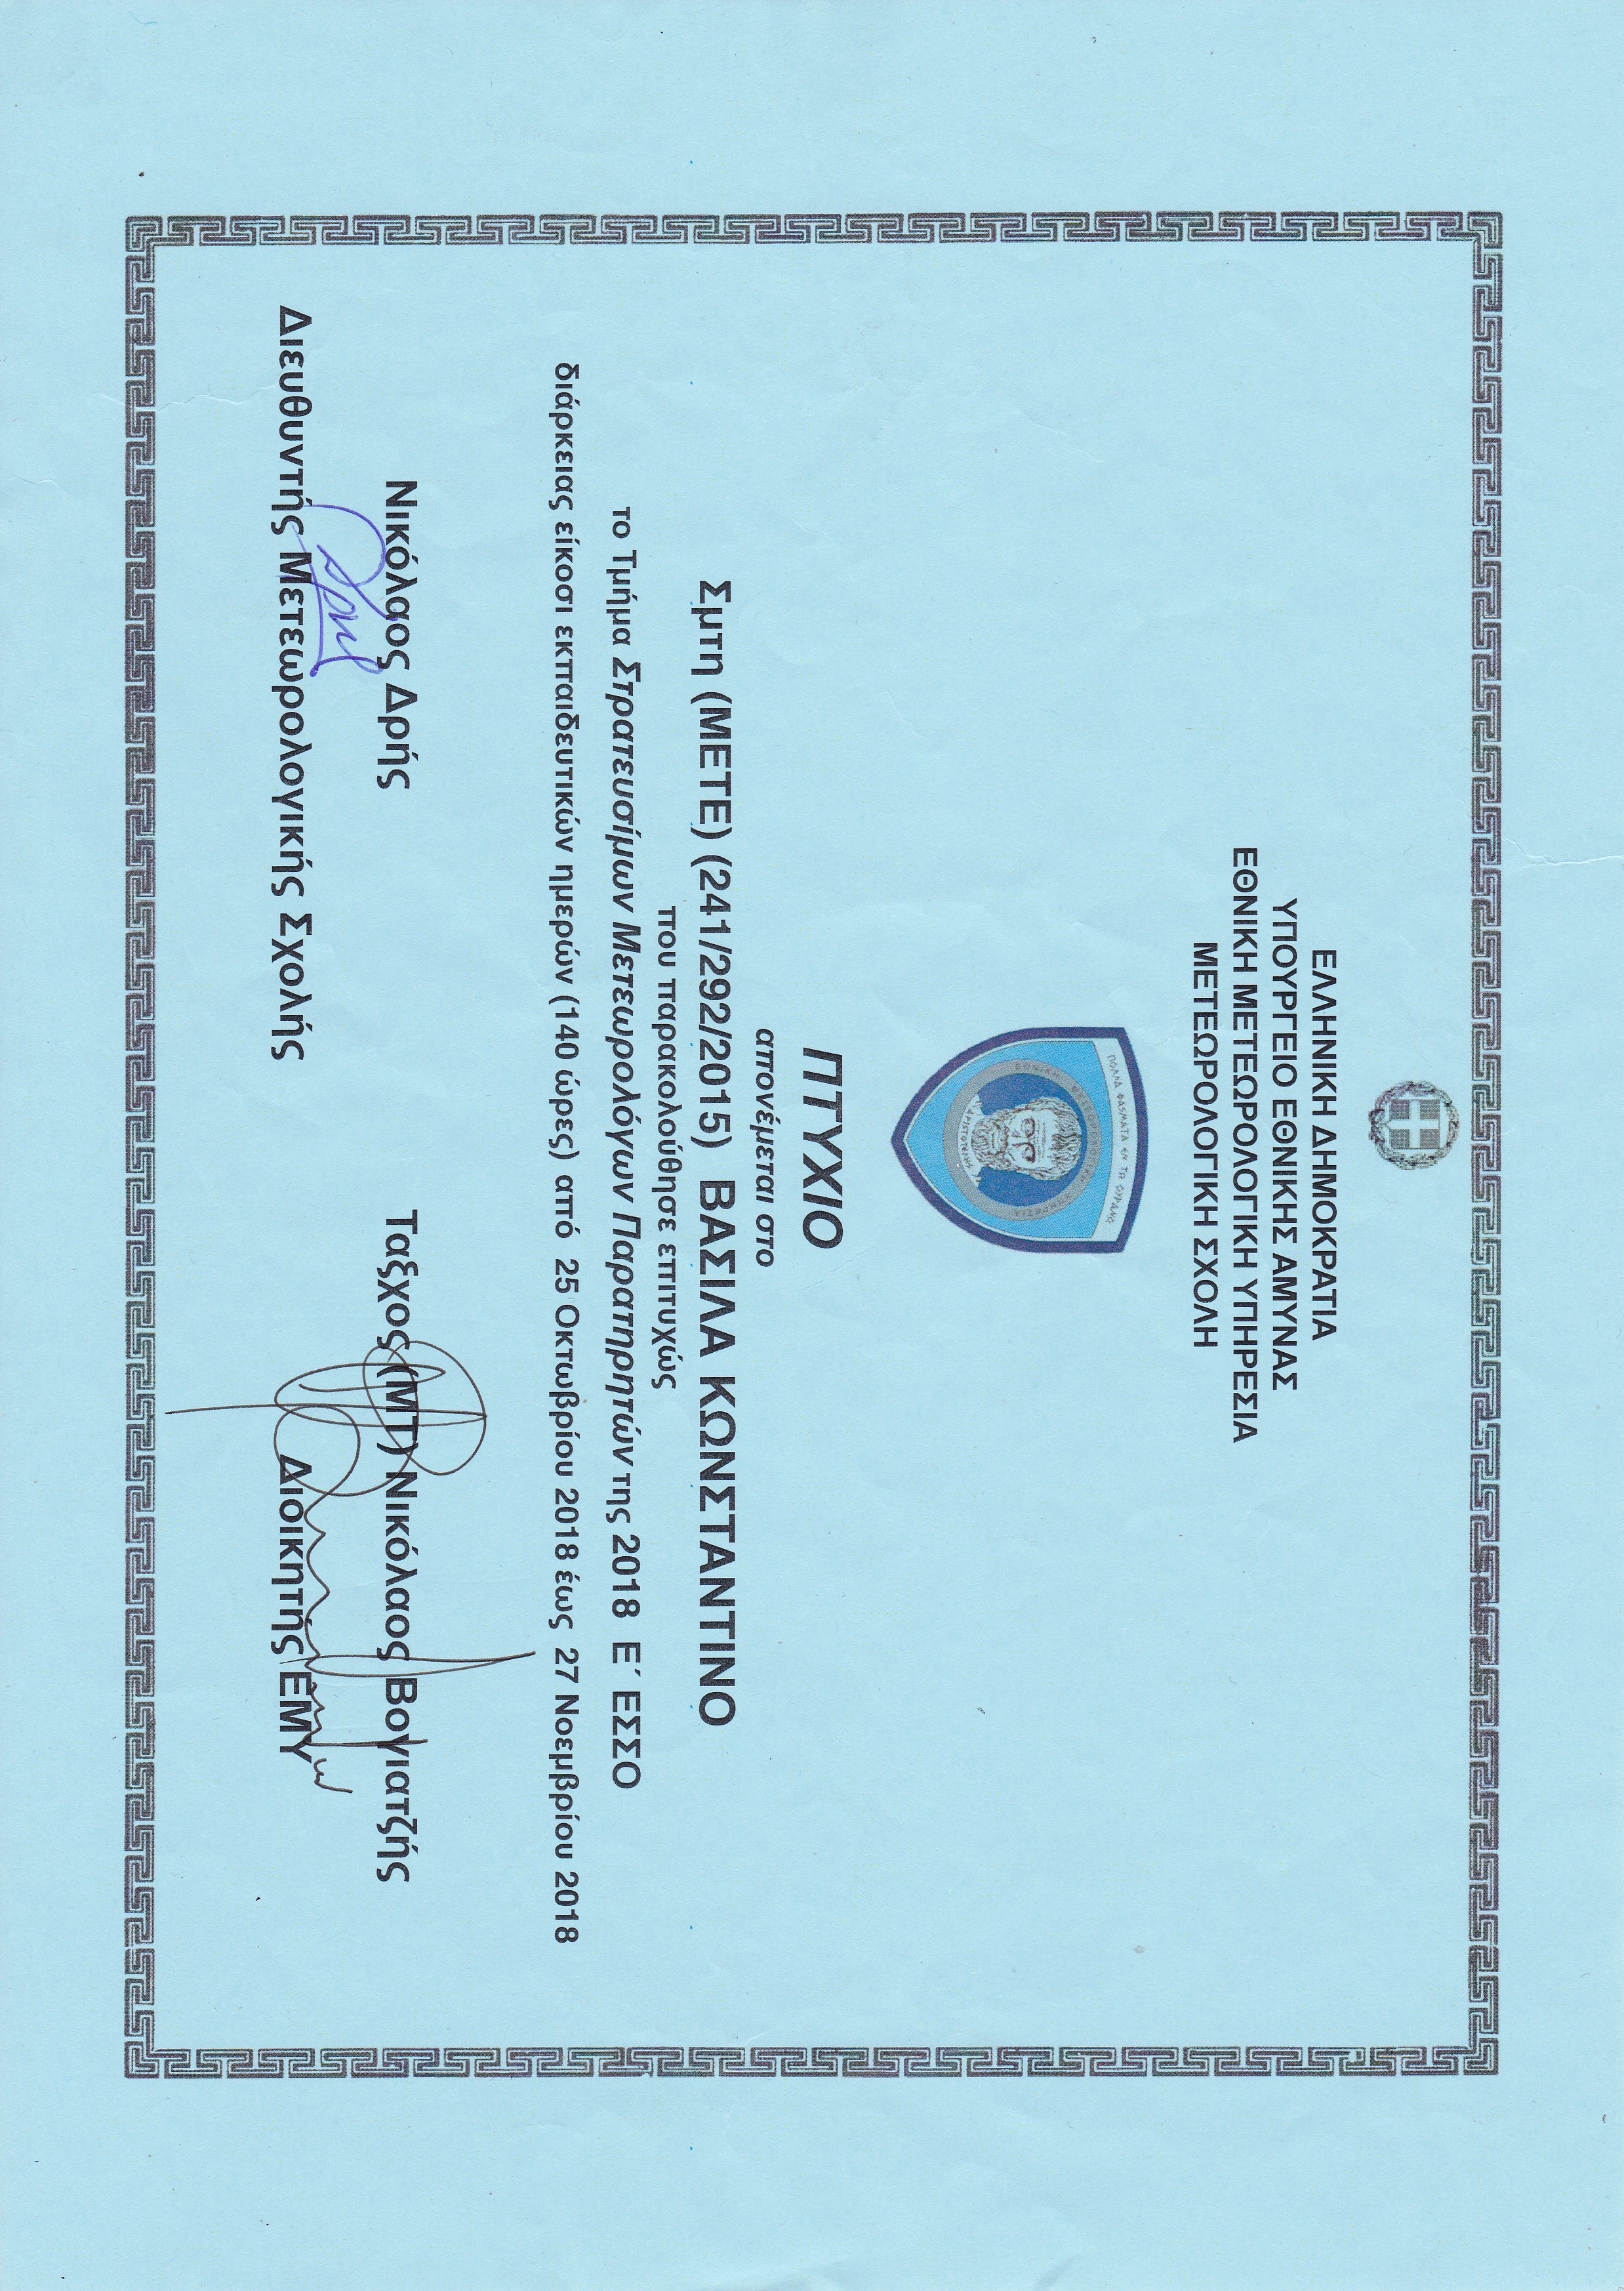 ΕΛΛΗΝΙΚΗ ΔΗΜΟΚΡΑΤΙΑ
ΥΠΟΥΡΓΕΙΟ ΕΘΝΙΚΗΣ ΑΜΥΝΑΣ
ΕΘΝΙΚΗ ΜΕΤΕΩΡΟΛΟΓΙΚΗ ΥΠΗΡΕΣΙΑ
ΜΕΤΕΩΡΟΛΟΓΙΚΗ ΣΧΟΛΗ
ΠΟΛΛΑ ΦΑΣΜΑΤΑ ΕΝ ΤΩ ΟΥΡΑΝΩ
ΕΘΝΙΚΗ ΜΕΤΕΩΡΟΛΟΓΙΚΗ ΥΠΗΡΕΣΙΑ
ΑΡΙΣΤΟΤΕΛΗΣ
ΠΤΥΧΙΟ
απονέμεται στο
Σμτη (ΜΕΤΕ) (241/292/2015) ΒΑΣΙΛΑ ΚΩΝΣΤΑΝΤΙΝΟ
που παρακολούθησε επιτυχώς
το Τμήμα Στρατευσίμων Μετεωρολόγων Παρατηρητών της 2018 Ε΄ ΕΣΣΟ
διάρκειας είκοσι εκπαιδευτικών ημερών (140 ώρες) από 25 Οκτωβρίου 2018 έως 27 Νοεμβρίου 2018
Νικόλαος Δρής
Διευθυντής Μετεωρολογικής Σχολής
Ταξχος (ΜΤ) Νικόλαος Βογιατζής
Διοικητής ΕΜΥ